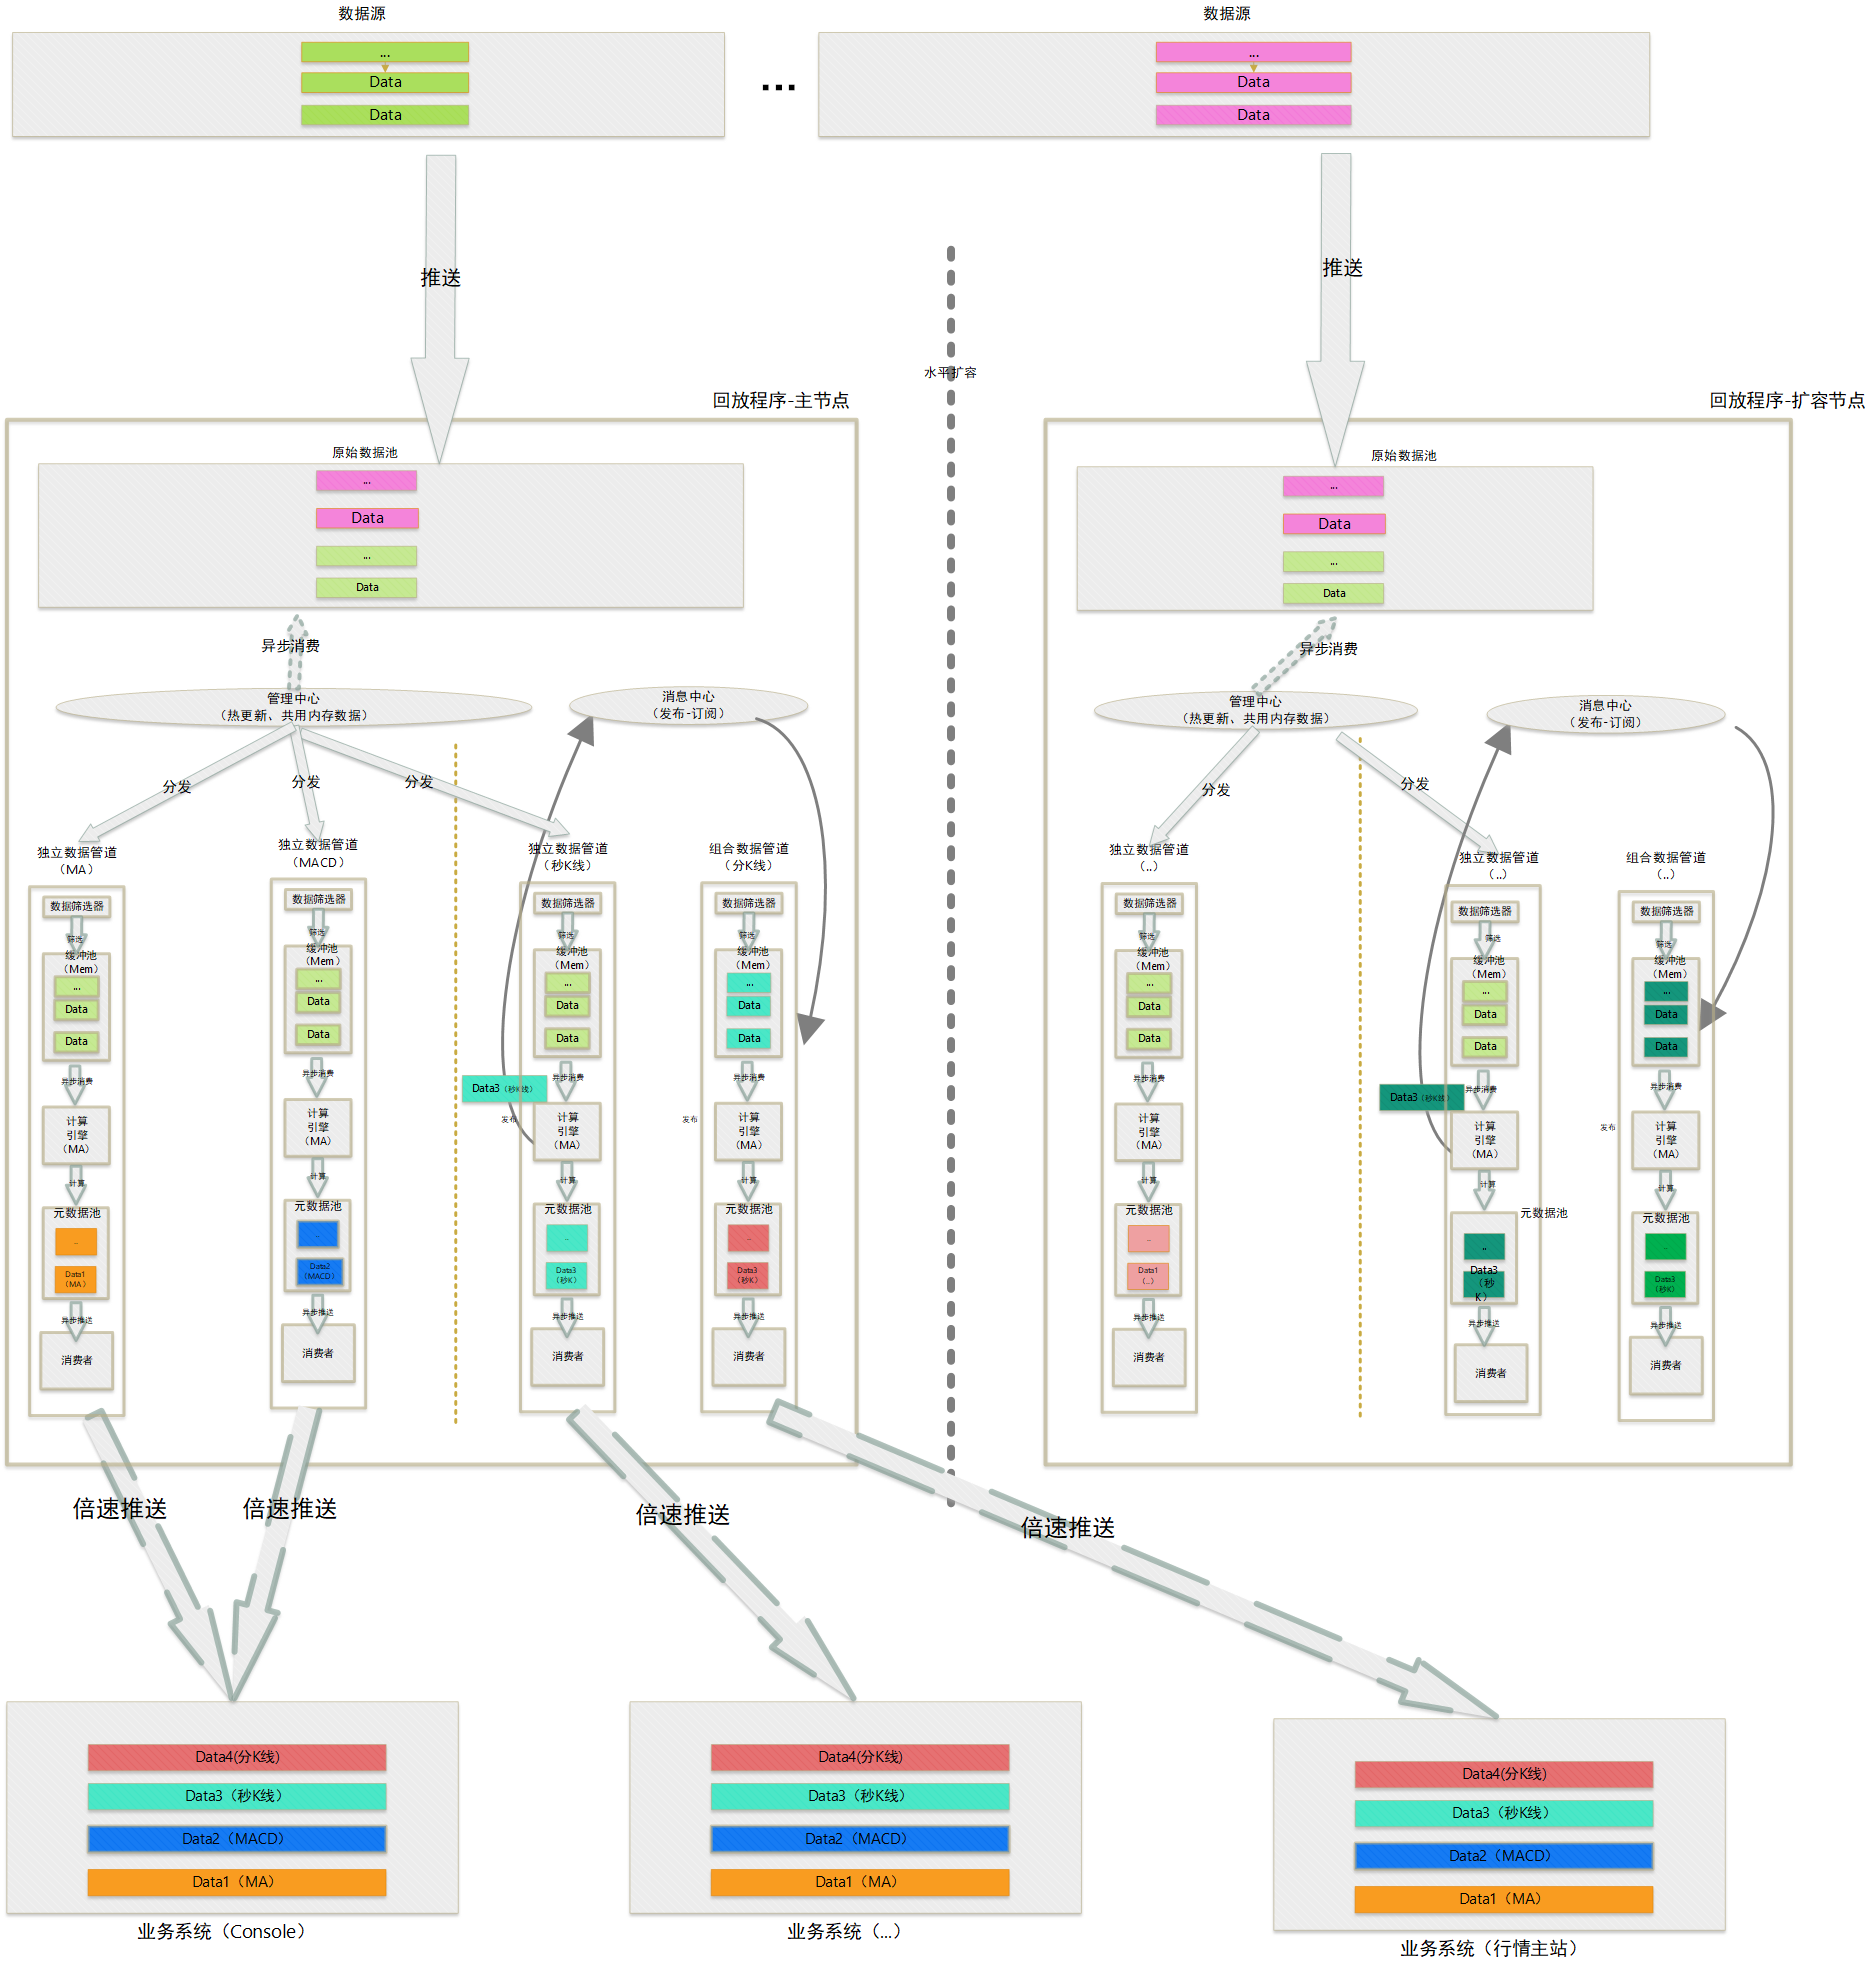 数据源
...
Data
Data
...
数据源
...
Data
Data
推送
推送
水平扩容
回放程序-主节点
原始数据池
...
Data
...
Data
异步消费
管理中心
（热更新、共用内存数据）
消息中心
（发布-订阅）
分发
分发
分发
独立数据管道
（MA）
数据筛选器
筛选
缓冲池
（Mem）
...
Data
Data
异步消费
计算
引擎
（MA）
计算
元数据池
...
Data1
（MA）
异步推送
消费者
独立数据管道
（MACD）
数据筛选器
筛选
缓冲池
（Mem）
...
Data
Data
异步消费
计算
引擎
（MA）
计算
元数据池
..
Data2
（MACD）
异步推送
消费者
独立数据管道
（秒K线）
数据筛选器
筛选
缓冲池
（Mem）
...
Data
Data
异步消费
Data3（秒K线）
发布
计算
引擎
（MA）
计算
元数据池
...
Data3
（秒K）
异步推送
消费者
组合数据管道
（分K线）
数据筛选器
筛选
缓冲池
（Mem）
...
Data
Data
异步消费
发布
计算
引擎
（MA）
计算
元数据池
...
Data3
（秒K）
异步推送
消费者
回放程序-扩容节点
原始数据池
...
Data
...
Data
异步消费
管理中心
（热更新、共用内存数据）
消息中心
（发布-订阅）
分发
分发
独立数据管道
（..）
数据筛选器
筛选
缓冲池
（Mem）
...
Data
Data
异步消费
计算
引擎
（MA）
计算
元数据池
...
Data1
（...）
异步推送
消费者
独立数据管道
（..）
数据筛选器
筛选
缓冲池
（Mem）
...
Data
Data
异步消费
Data3（秒K线）
计算
引擎
（MA）
计算
元数据池
..
Data3
（秒
K）
异步推送
消费者
组合数据管道
（..）
数据筛选器
筛选
缓冲池
（Mem）
...
Data
Data
异步消费
发布
计算
引擎
（MA）
计算
元数据池
...
Data3
（秒K）
异步推送
消费者
倍速推送
倍速推送
倍速推送
倍速推送
Data4(分K线)
Data3（秒K线）
Data2（MACD）
Data1（MA）
业务系统（Console）
Data4(分K线)
Data3（秒K线）
Data2（MACD）
Data1（MA）
业务系统（...）
Data4(分K线)
Data3（秒K线）
Data2（MACD）
Data1（MA）
业务系统（行情主站）